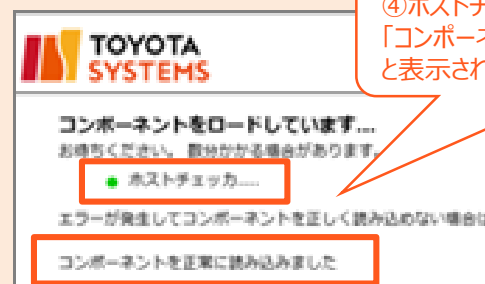 ④ホストチ
「コンポーネ
と表示され
TOYOTA
SYSTEMS
コンポーネントをロードしています...
お待ちください。 数分かかる場合があります。
ホストチェッカ.....
エラーが発生してコンポーネントを正しく読み込めない場合は
コンポーネントを正常に読み込みました